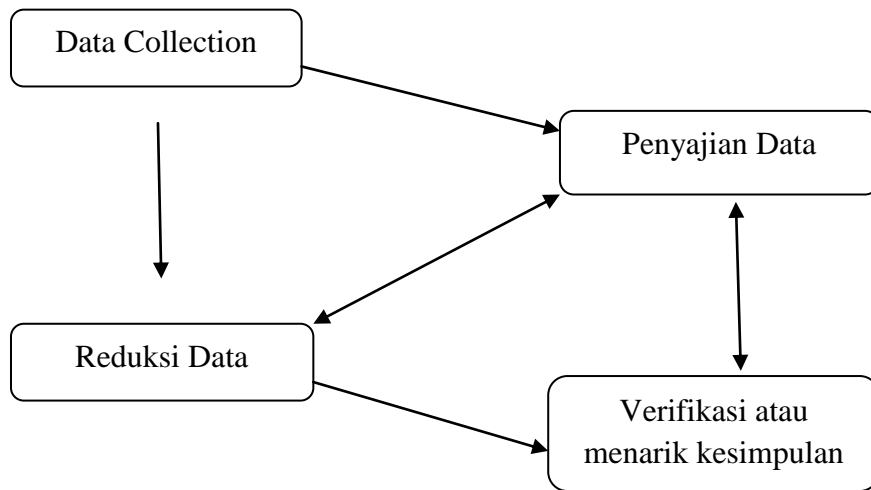 Data Collection
Penyajian Data
Reduksi Data
Verifikasi atau
menarik kesimpulan